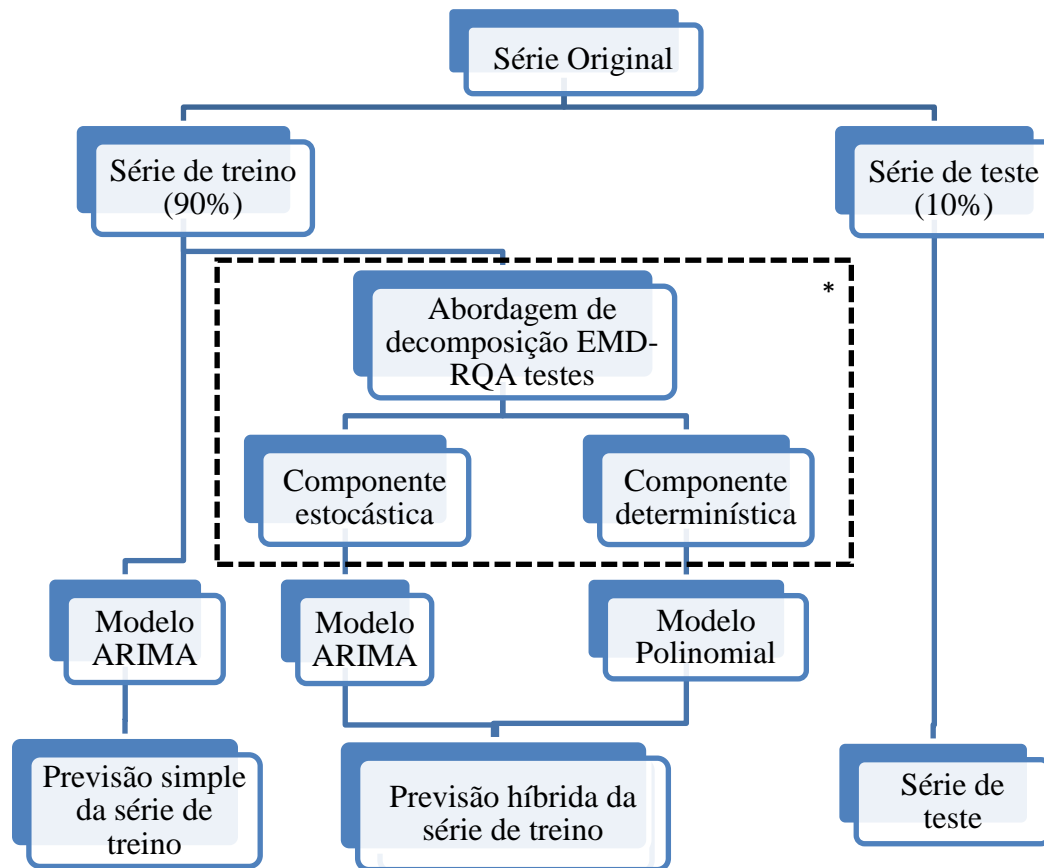 Série Original
Série de treino
(90%)
Série de teste
(10%)
*
Abordagem de
decomposição EMD-
RQA testes
Componente
estocástica
Componente
determinística
Modelo
ARIMA
Modelo
ARIMA
Modelo
Polinomial
Previsão simple
da série de
treino
Previsão híbrida da
série de treino
Série de
teste